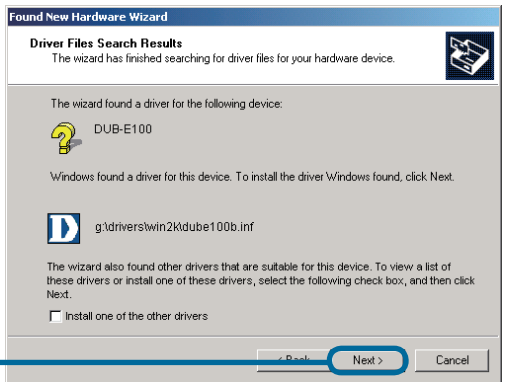 Found New Hardware Wizard
Driver Files Search Results
The wizard has finished searching for driver files for your hardware device.
The wizard found a driver for the following device:
DUB-E100
Windows found a driver for this device. To install the driver Windows found, click Next.
D
g:\drivers\win2k\dube100b.inf
The wizard also found other drivers that are suitable for this device. To view a list of
these drivers or install one of these drivers, select the following check box, and then click
Next.
Install one of the other drivers
< Back Next > Cancel